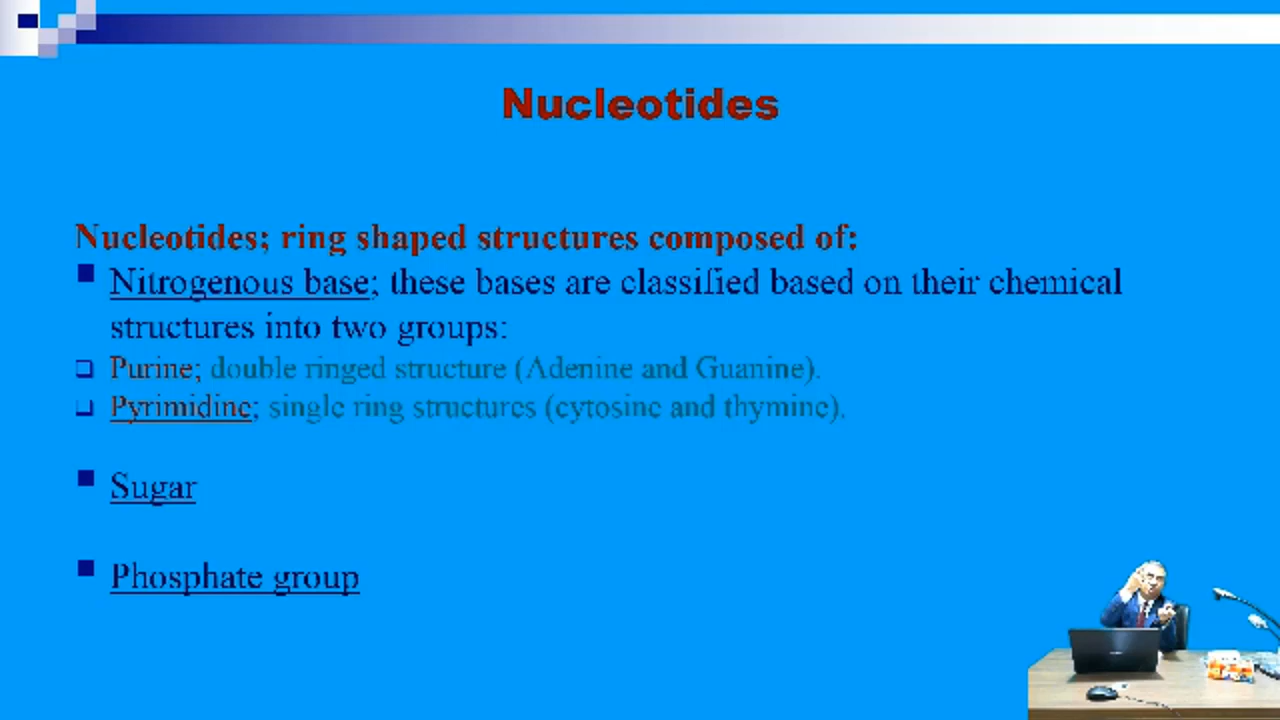 Nucleotides
Nucleotides; ring shaped structures composed of:
Nitrogenous base; these bases are classified based on their chemical
structures into two groups:
Purine; double ringed structure (Adenine and Guanine).
Pyrimidine; single ring structures (cytosine and thymine).
Sugar
Phosphate group